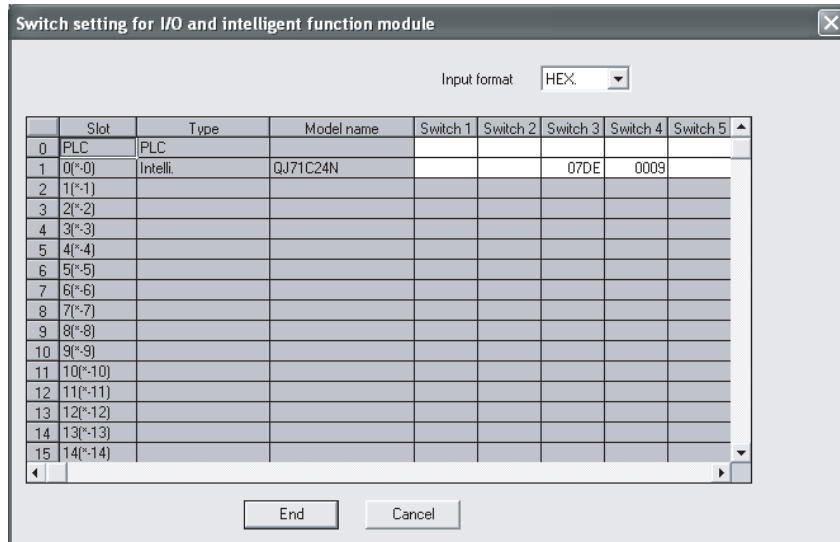 Switch setting for I/O and intelligent function module
Input format HEX.
Slot Type Model name Switch 1 Switch 2 Switch 3 Switch 4 Switch 5
0 PLC PLC
1 0(*-0) Intelli. QJ71C24N 07DE 0009
2 1(*-1)
3 2(*-2)
4 3(*-3)
5 4(*-4)
6 5(*-5)
7 6(*-6)
8 7(*-7)
9 8(*-8)
10 9(*-9)
11 10(*-10)
12 11(*-11)
13 12(*-12)
14 13(*-13)
15 14(*-14)
End Cancel